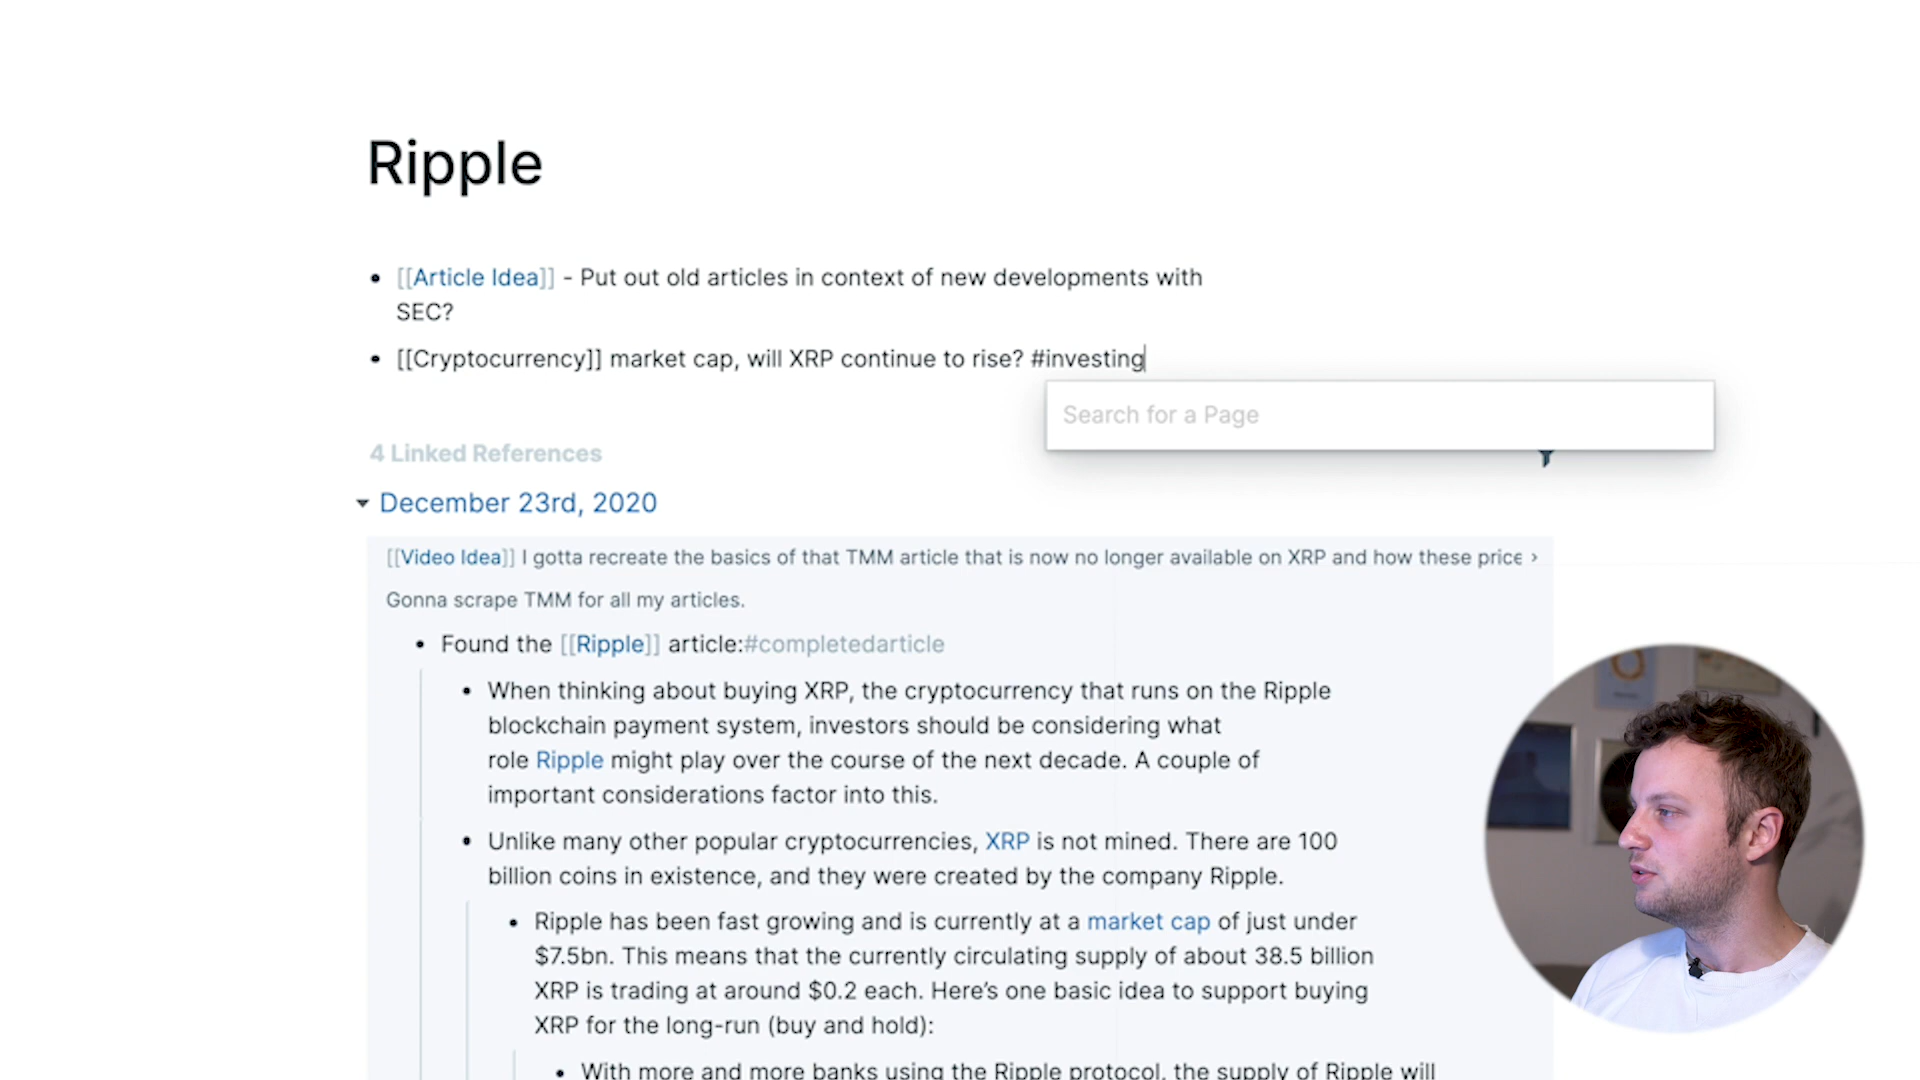 Ripple
[[Article Idea]] - Put out old articles in context of new developments with
SEC?
[[Cryptocurrency]] market cap, will XRP continue to rise? #investing
Search for a Page
4 Linked References
December 23rd, 2020
[[Video Idea]] I gotta recreate the basics of that TMM article that is now no longer available on XRP and how these price
Gonna scrape TMM for all my articles.
Found the [[Ripple]] article:#completedarticle
When thinking about buying XRP, the cryptocurrency that runs on the Ripple
blockchain payment system, investors should be considering what
role Ripple might play over the course of the next decade. A couple of
important considerations factor into this.
Unlike many other popular cryptocurrencies, XRP is not mined. There are 100
billion coins in existence, and they were created by the company Ripple.
Ripple has been fast growing and is currently at a market cap of just under
$7.5bn. This means that the currently circulating supply of about 38.5 billion
XRP is trading at around $0.2 each. Here’s one basic idea to support buying
XRP for the long-run (buy and hold):
With more and more banks using the Ripple protocol, the supply of Ripple will